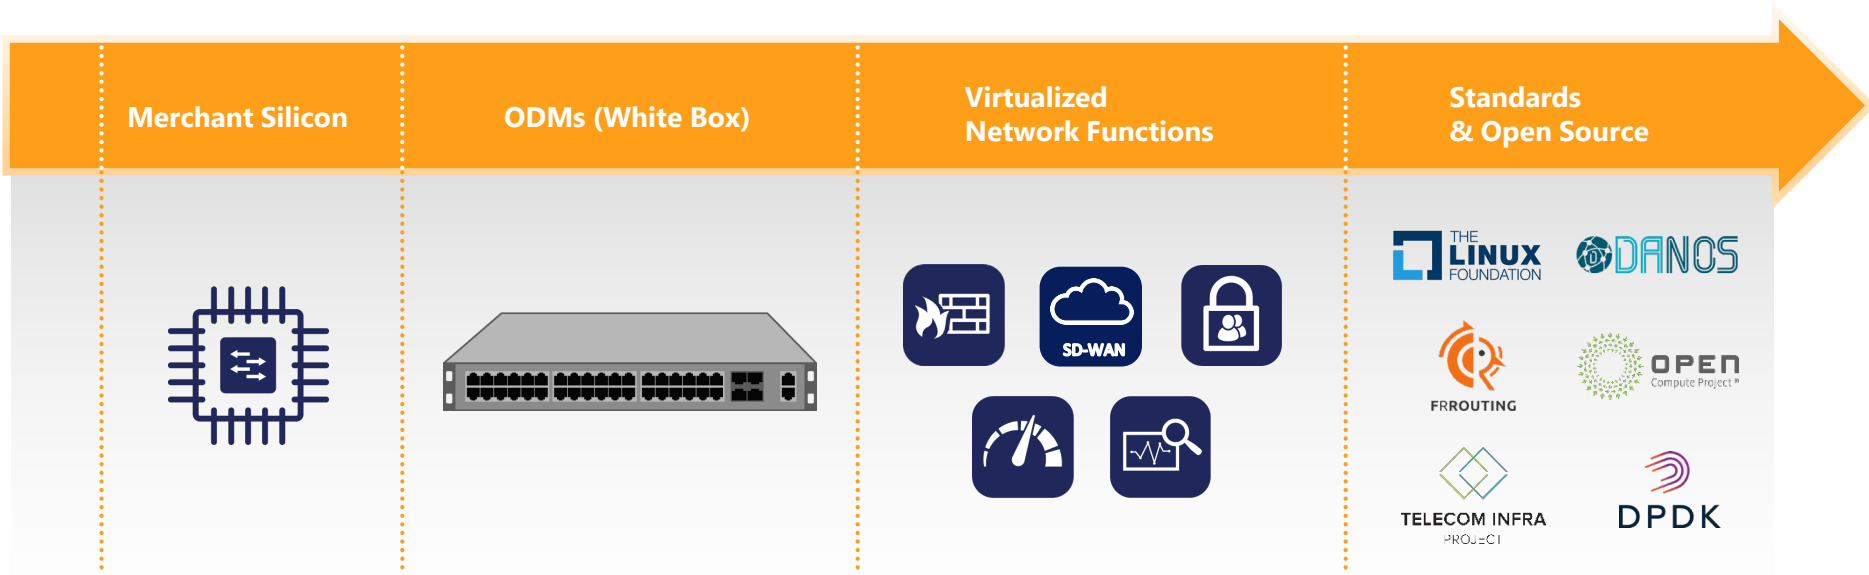 Merchant Silicon
ODMs (White Box)
Virtualized
Network Functions
Standards
& Open Source
SD-WAN
THE
LINUX
FOUNDATION
DANOS
FRROUTING
OPEN
Compute Project ®
TELECOM INFRA
PROJECT
DPDK